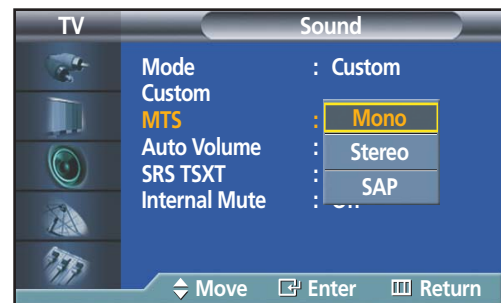 TV
Sound
Mode : Custom
Custom
MTS : Mono
Auto Volume : Stereo
SRS TSXT : SAP
Internal Mute :
Move Enter Return